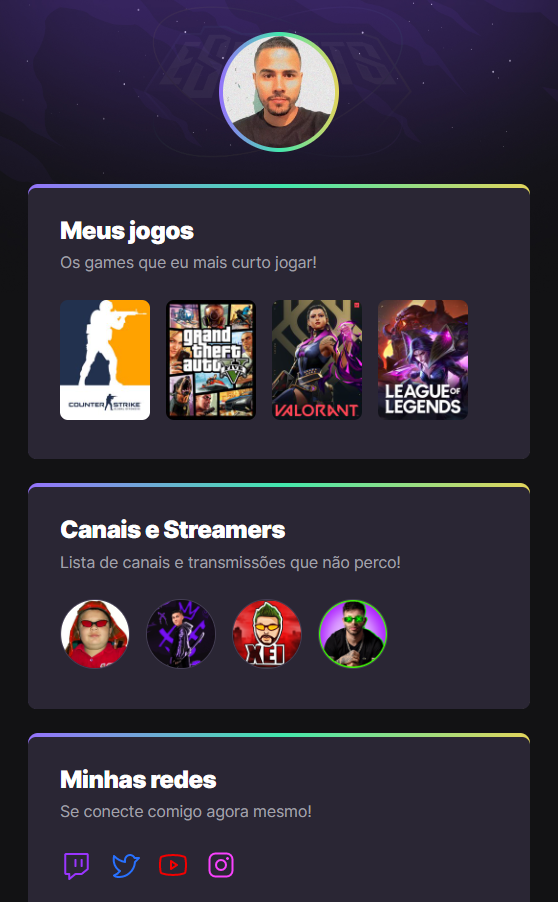 ESPORTS
Meus jogos
Os games que eu mais curto jogar!
COUNTER STRIKE
grand
theft
auto
FIVE
VALORANT
LEAGUE OF
LEGENDS
Canais e Streamers
Lista de canais e transmissões que não perco!
XEI
Minhas redes
Se conecte comigo agora mesmo!